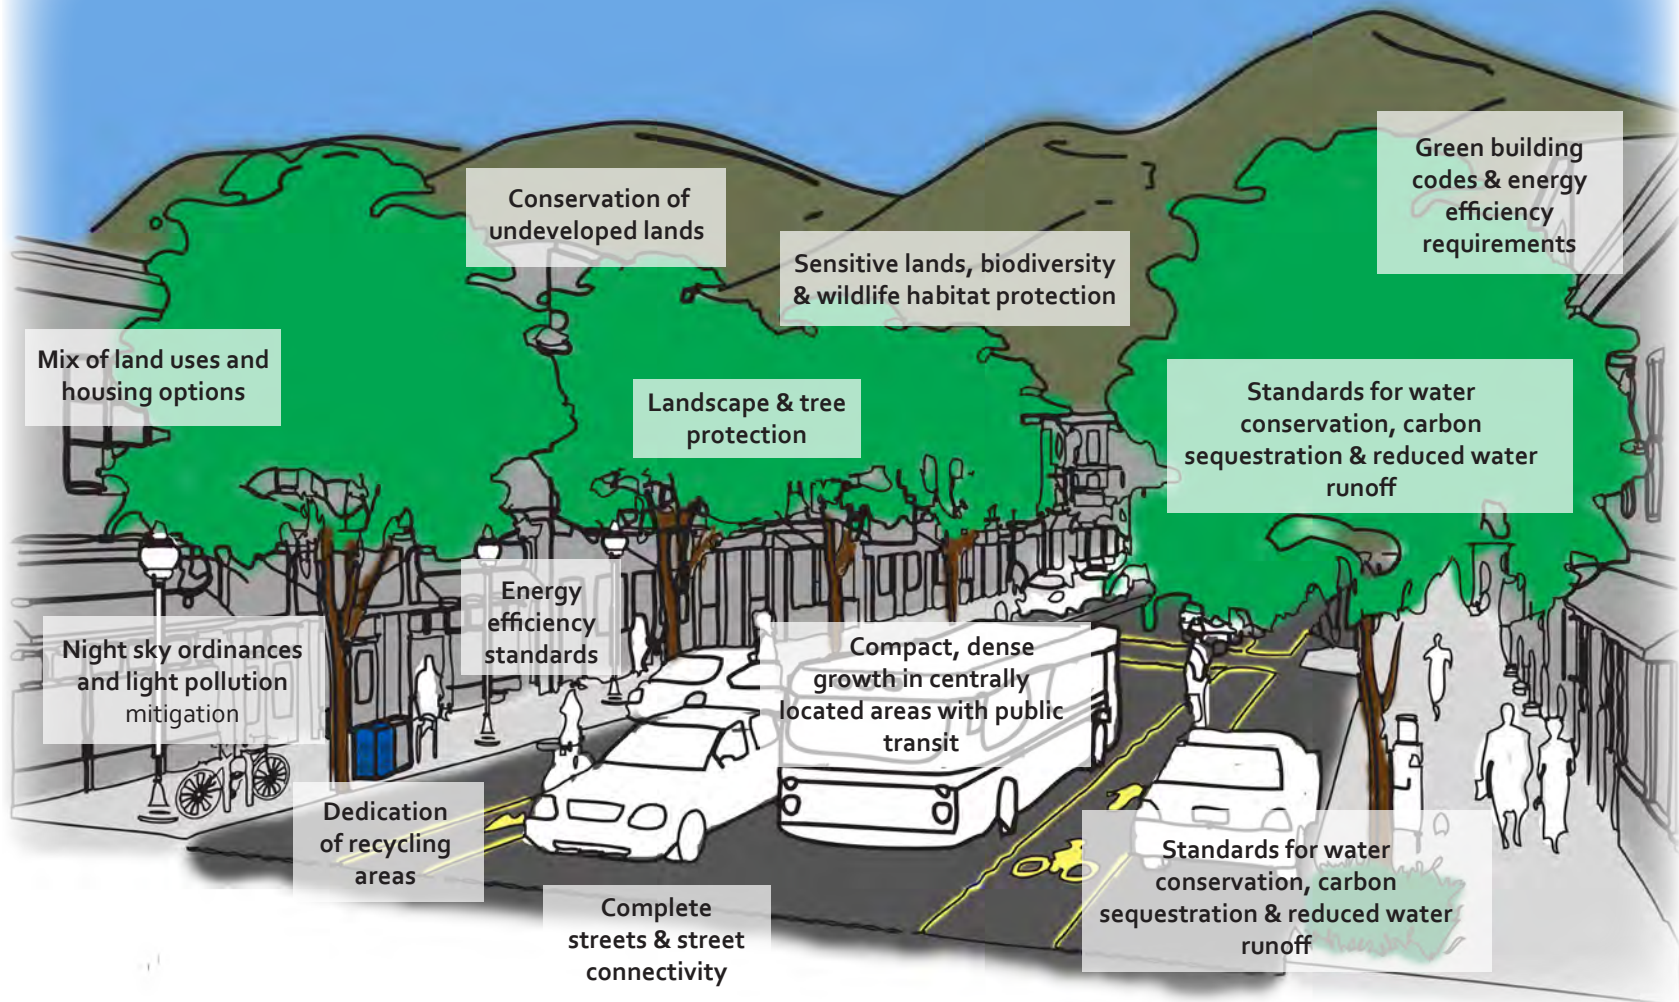 Green building
codes & energy
efficiency
requirements
Conservation of
undeveloped lands
Sensitive lands, biodiversity
& wildlife habitat protection
Mix of land uses and
housing options
Landscape & tree
protection
Standards for water
conservation, carbon
sequestration & reduced water
runoff
Energy
efficiency
standards
Night sky ordinances
and light pollution
mitigation
Compact, dense
growth in centrally
located areas with public
transit
Dedication
of recycling
areas
Standards for water
conservation, carbon
sequestration & reduced water
runoff
Complete
streets & street
connectivity